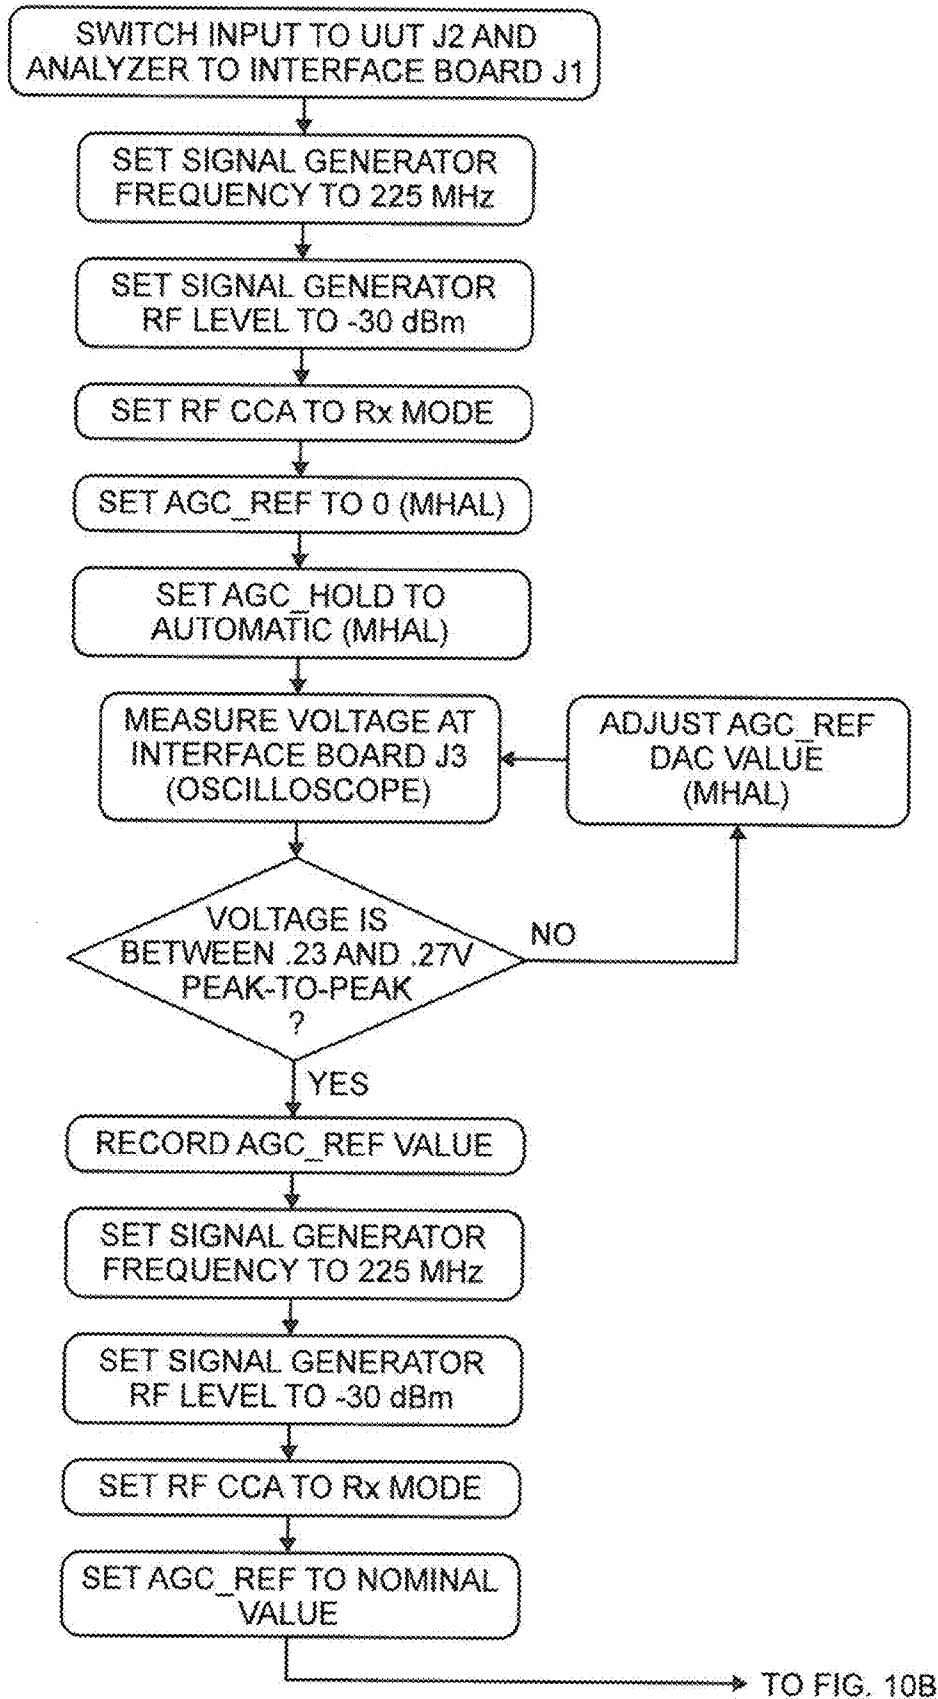 SWITCH INPUT TO UUT J2 AND
ANALYZER TO INTERFACE BOARD J1
SET SIGNAL GENERATOR
FREQUENCY TO 225 MHz
SET SIGNAL GENERATOR
RF LEVEL TO -30 dBm
SET RF CCA TO Rx MODE
SET AGC_REF TO 0 (MHAL)
SET AGC_HOLD TO
AUTOMATIC (MHAL)
MEASURE VOLTAGE AT
INTERFACE BOARD J3
(OSCILLOSCOPE)
ADJUST AGC_REF
DAC VALUE
(MHAL)
VOLTAGE IS
BETWEEN .23 AND .27V
PEAK-TO-PEAK
?
NO
YES
RECORD AGC_REF VALUE
SET SIGNAL GENERATOR
FREQUENCY TO 225 MHz
SET SIGNAL GENERATOR
RF LEVEL TO -30 dBm
SET RF CCA TO Rx MODE
SET AGC_REF TO NOMINAL
VALUE
TO FIG. 10B